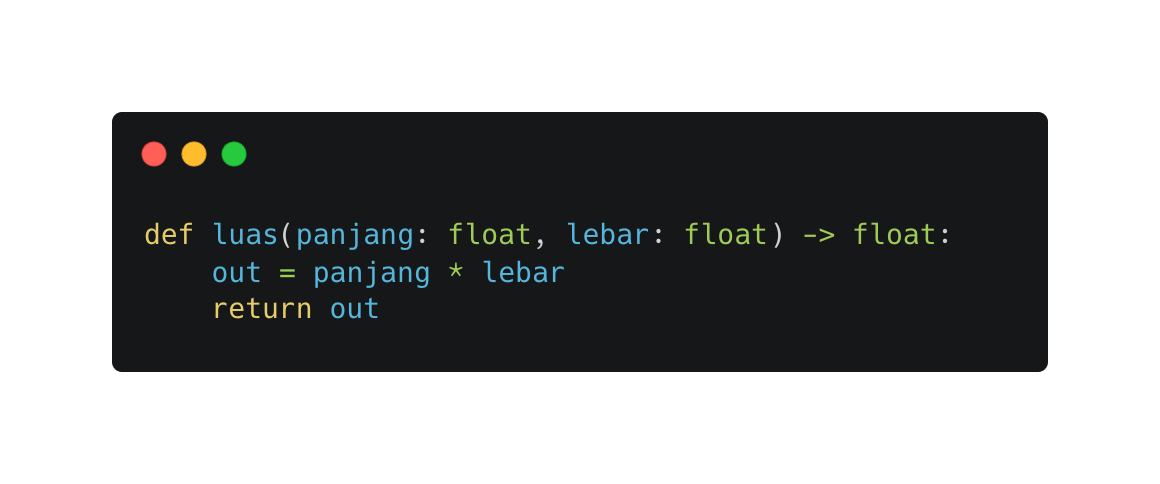 def luas(panjang: float, lebar: float) -> float:
    out = panjang * lebar
    return out